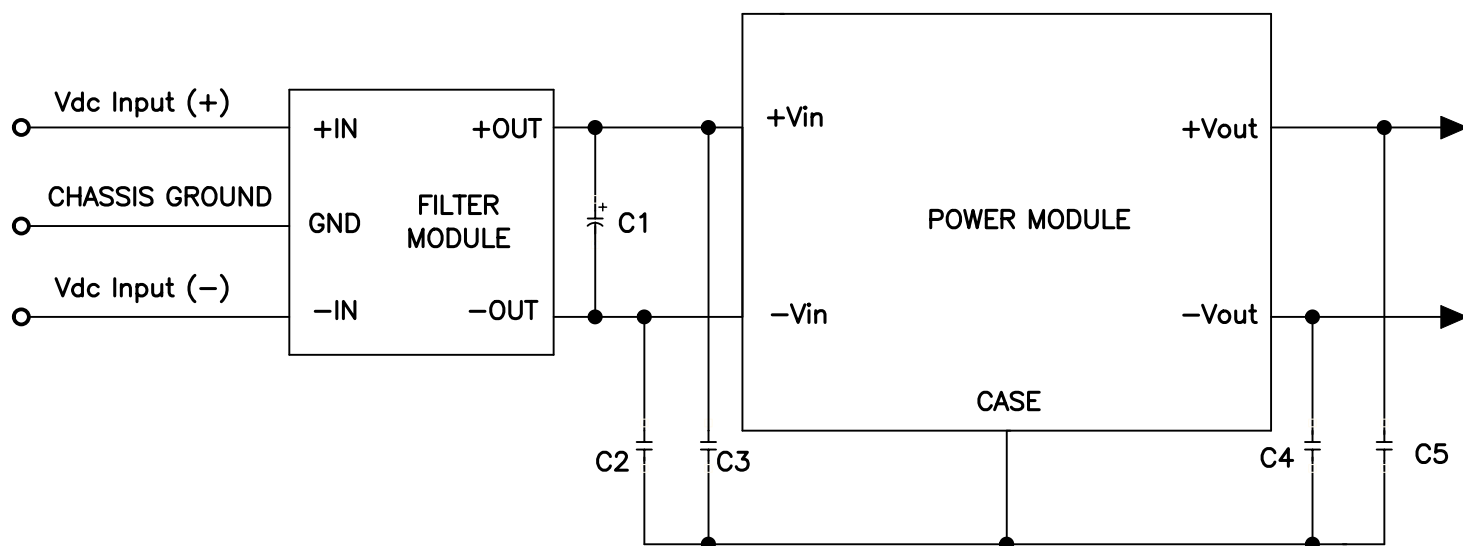 Vdc Input (+)
+IN
+OUT
+Vin
+Vout
CHASSIS GROUND
GND
FILTER
MODULE
+
C1
POWER MODULE
Vdc Input (−)
−IN
−OUT
−Vin
−Vout
CASE
C2
C3
C4
C5